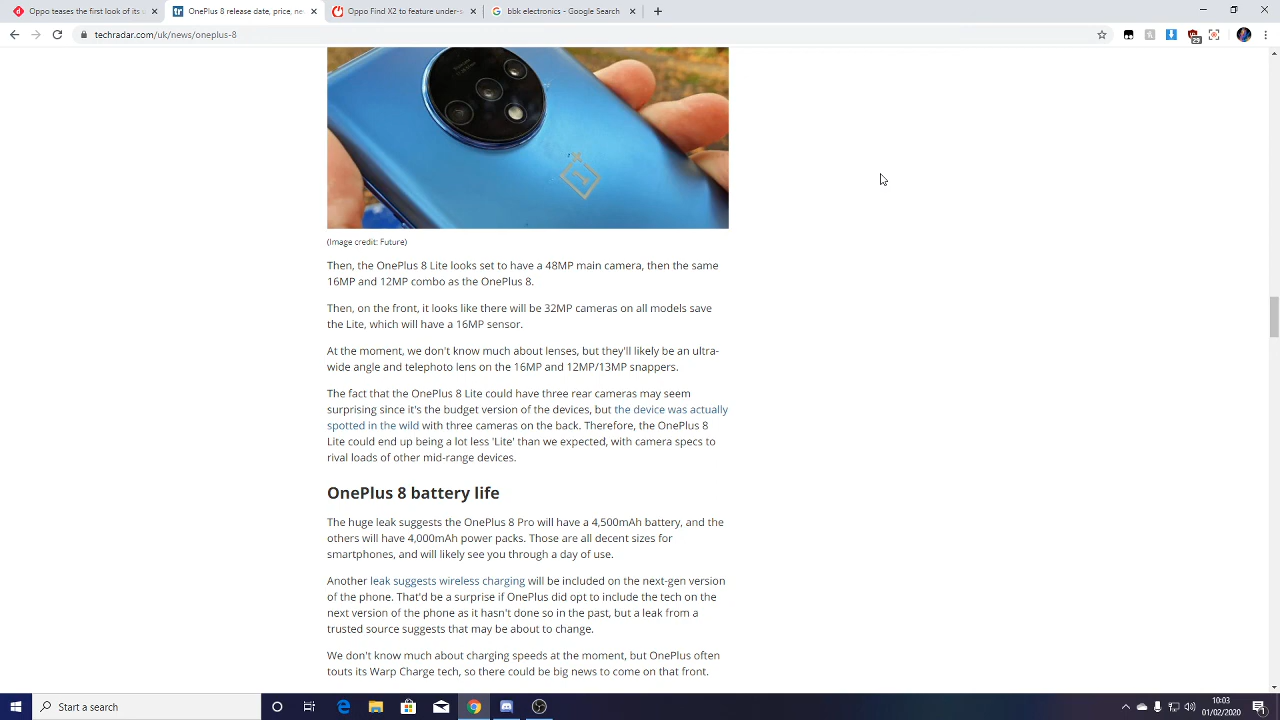 Oppo teases the first look of its
OnePlus 8 release date, price, ne
Oppo Find X2 to feature under-s
bbk electronics - Google Search
techradar.com/uk/news/oneplus-8
(Image credit: Future)
Then, the OnePlus 8 Lite looks set to have a 48MP main camera, then the same
16MP and 12MP combo as the OnePlus 8.
Then, on the front, it looks like there will be 32MP cameras on all models save
the Lite, which will have a 16MP sensor.
At the moment, we don't know much about lenses, but they'll likely be an ultra-
wide angle and telephoto lens on the 16MP and 12MP/13MP snappers.
The fact that the OnePlus 8 Lite could have three rear cameras may seem
surprising since it's the budget version of the devices, but the device was actually
spotted in the wild with three cameras on the back. Therefore, the OnePlus 8
Lite could end up being a lot less 'Lite' than we expected, with camera specs to
rival loads of other mid-range devices.
OnePlus 8 battery life
The huge leak suggests the OnePlus 8 Pro will have a 4,500mAh battery, and the
others will have 4,000mAh power packs. Those are all decent sizes for
smartphones, and will likely see you through a day of use.
Another leak suggests wireless charging will be included on the next-gen version
of the phone. That'd be a surprise if OnePlus did opt to include the tech on the
next version of the phone as it hasn't done so in the past, but a leak from a
trusted source suggests that may be about to change.
We don't know much about charging speeds at the moment, but OnePlus often
touts its Warp Charge tech, so there could be big news to come on that front.
Start a search
10:03
01/02/2020